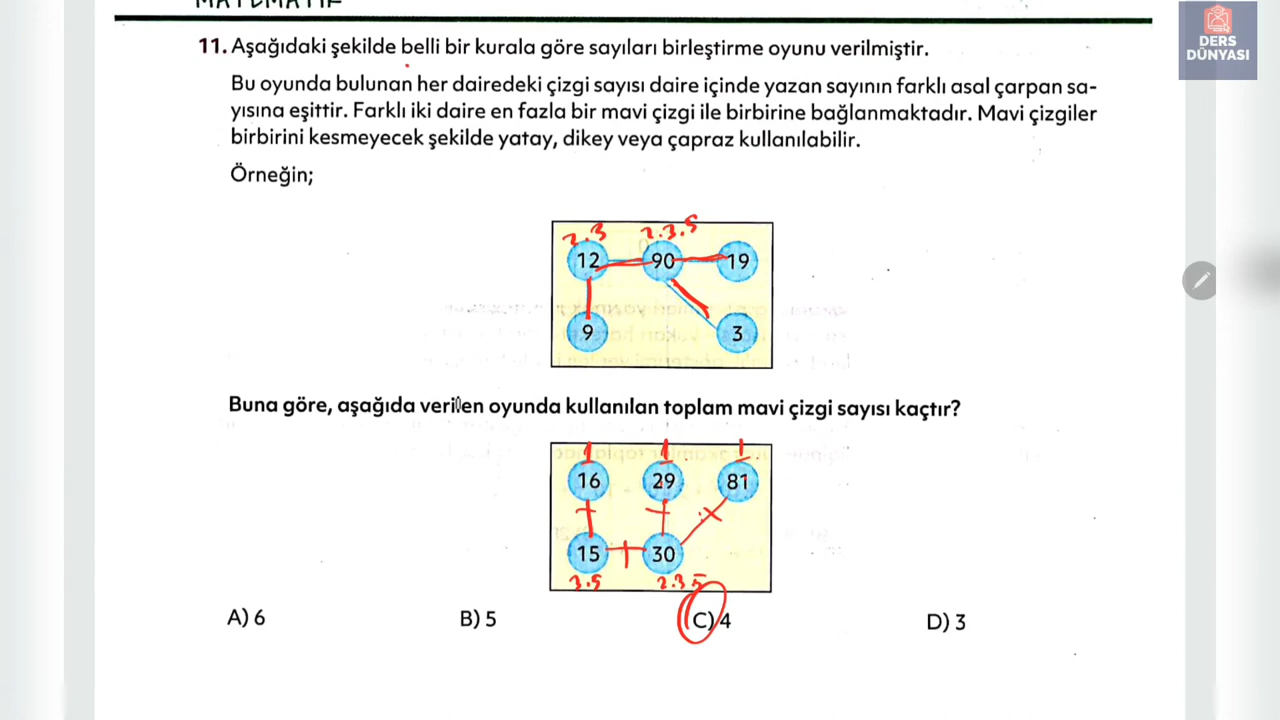 MATEMATİK
DERS
DÜNYASI
11. Aşağıdaki şekilde belli bir kurala göre sayıları birleştirme oyunu verilmiştir.
Bu oyunda bulunan her dairedeki çizgi sayısı daire içinde yazan sayının farklı asal çarpan sa-
yısına eşittir. Farklı iki daire en fazla bir mavi çizgi ile birbirine bağlanmaktadır. Mavi çizgiler
birbirini kesmeyecek şekilde yatay, dikey veya çapraz kullanılabilir.
Örneğin;
2.3 2.3.5
12 90 19
9 3
Buna göre, aşağıda verilen oyunda kullanılan toplam mavi çizgi sayısı kaçtır?
1 1 1
16 29 81
15 30
3.5 2.3 5
A) 6 B) 5 C) 4 D) 3